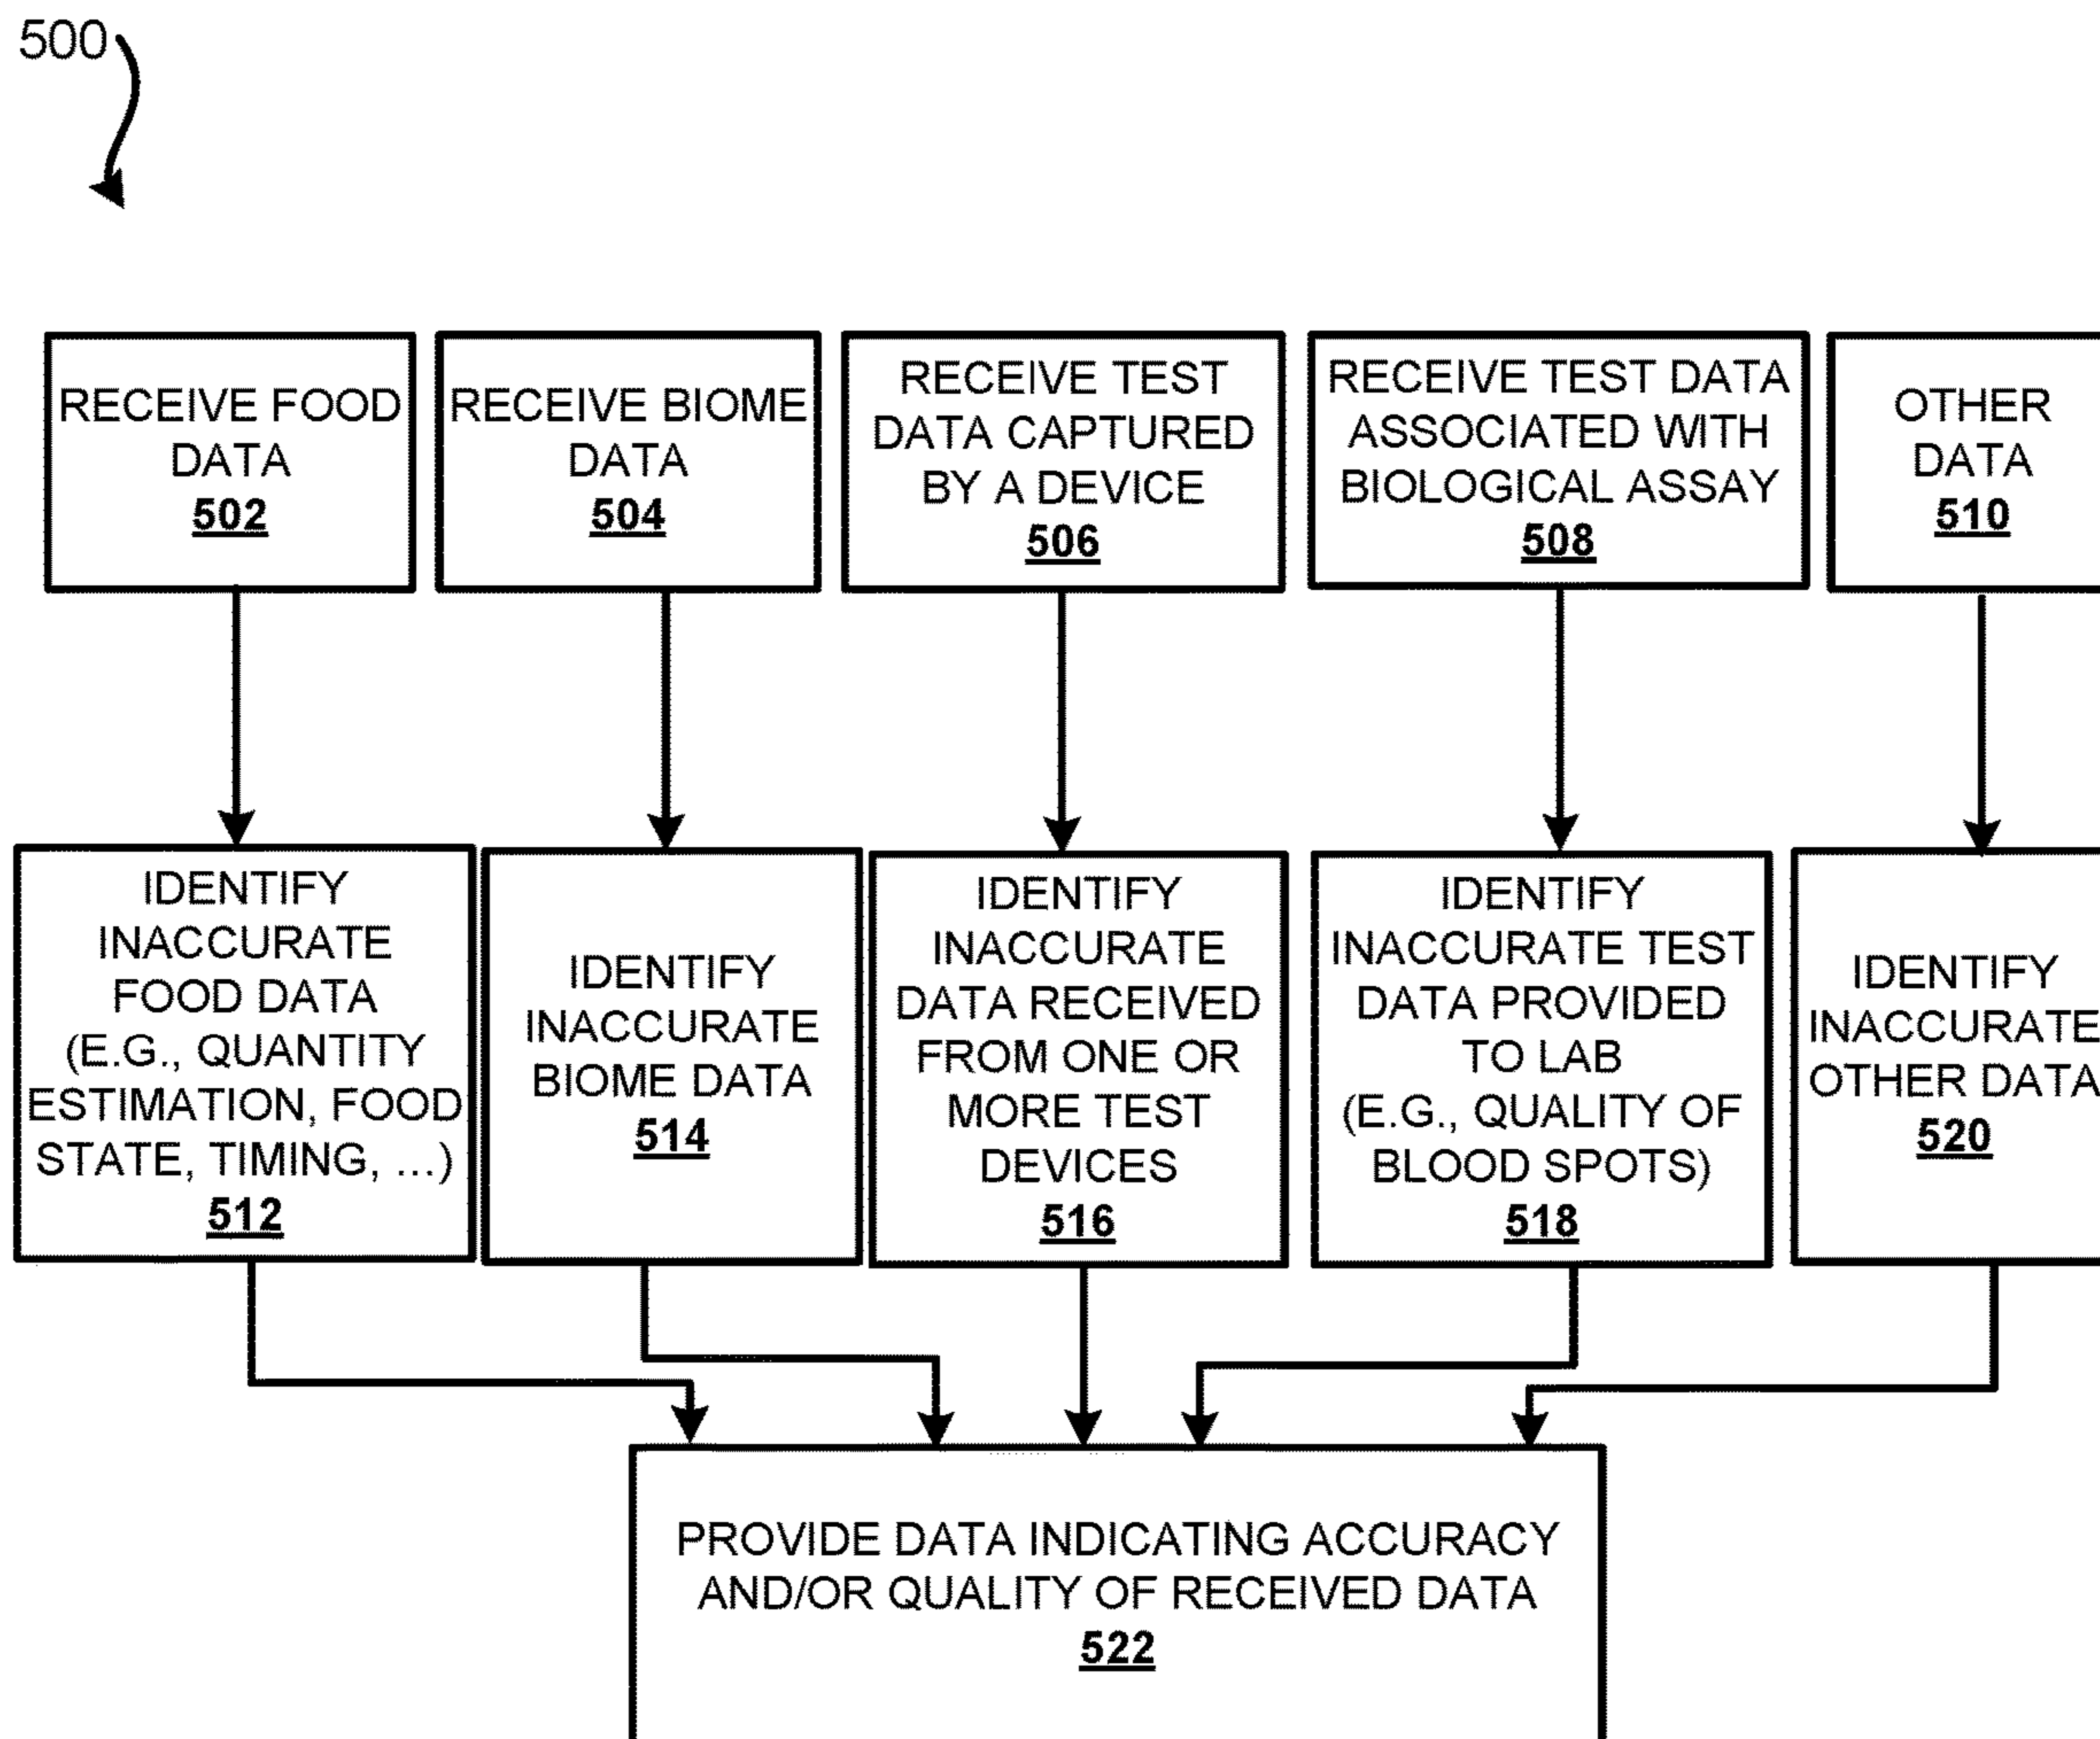 500
RECEIVE FOOD
DATA
502
RECEIVE BIOME
DATA
504
RECEIVE TEST
DATA CAPTURED
BY A DEVICE
506
RECEIVE TEST DATA
ASSOCIATED WITH
BIOLOGICAL ASSAY
508
OTHER
DATA
510
IDENTIFY
INACCURATE
FOOD DATA
(E.G., QUANTITY
ESTIMATION, FOOD
STATE, TIMING, ...)
512
IDENTIFY
INACCURATE
BIOME DATA
514
IDENTIFY
INACCURATE
DATA RECEIVED
FROM ONE OR
MORE TEST
DEVICES
516
IDENTIFY
INACCURATE TEST
DATA PROVIDED
TO LAB
(E.G., QUALITY OF
BLOOD SPOTS)
518
IDENTIFY
INACCURATE
OTHER DATA
520
PROVIDE DATA INDICATING ACCURACY
AND/OR QUALITY OF RECEIVED DATA
522